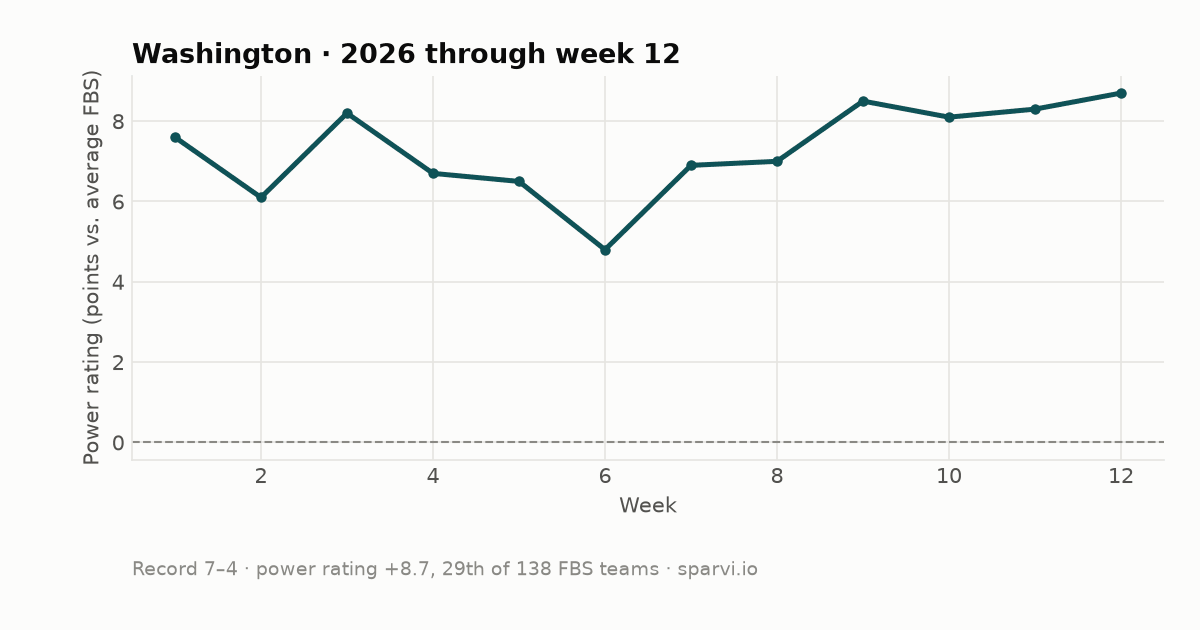 Washington · 2026 through week 12
Power rating (points vs. average FBS)
8
6
4
2
0
2 4 6 8 10 12
Week
Record 7–4 · power rating +8.7, 29th of 138 FBS teams · sparvi.io